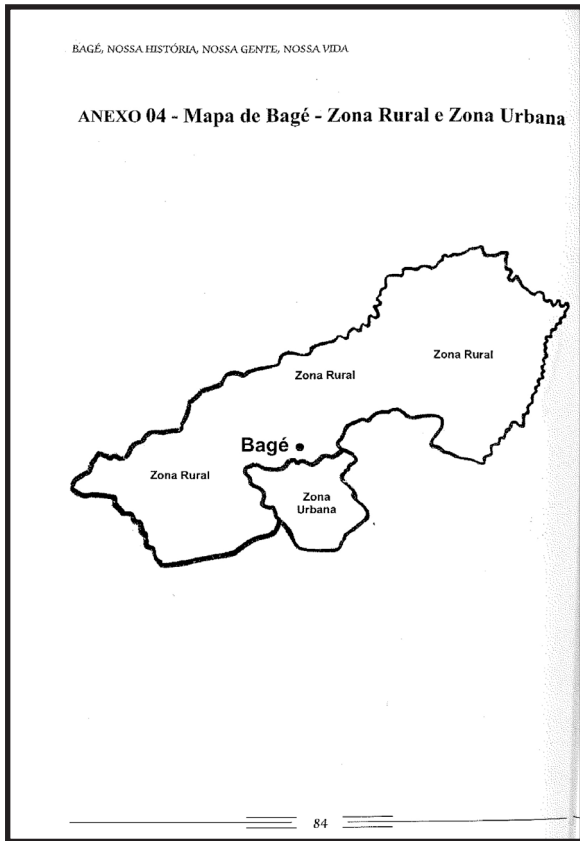 BAGÉ, NOSSA HISTÓRIA, NOSSA GENTE, NOSSA VIDA
ANEXO 04 - Mapa de Bagé - Zona Rural e Zona Urbana
Zona Rural
Zona Rural
Bagé
Zona Rural
Zona
Urbana
84